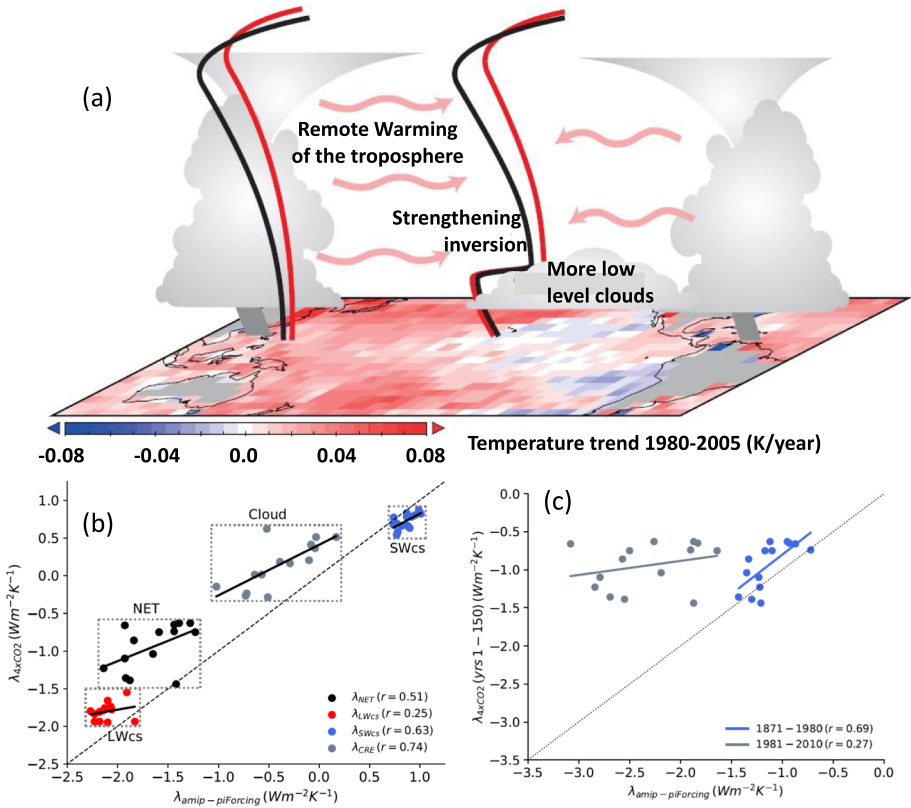 (a)
Remote Warming
of the troposphere
Strengthening
inversion
More low
level clouds
-0.08 -0.04 0.0 0.04 0.08
Temperature trend 1980-2005 (K/year)
(b)
Cloud
SWcs
NET
LWcs
λNET (r = 0.51)
λLWcs (r = 0.25)
λSWcs (r = 0.63)
λCRE (r = 0.74)
1.0
0.5
0.0
−0.5
−1.0
−1.5
−2.0
−2.5
λ4xCO2 (Wm−2K−1)
−2.5 −2.0 −1.5 −1.0 −0.5 0.0 0.5 1.0
λamip−piForcing (Wm−2K−1)
(c)
0.0
−0.5
−1.0
−1.5
−2.0
−2.5
−3.0
−3.5
λ4xCO2 (yrs 1 − 150) (Wm−2K−1)
1871 − 1980 (r = 0.69)
1981 − 2010 (r = 0.27)
−3.5 −3.0 −2.5 −2.0 −1.5 −1.0 −0.5 0.0
λamip−piForcing (Wm−2K−1)